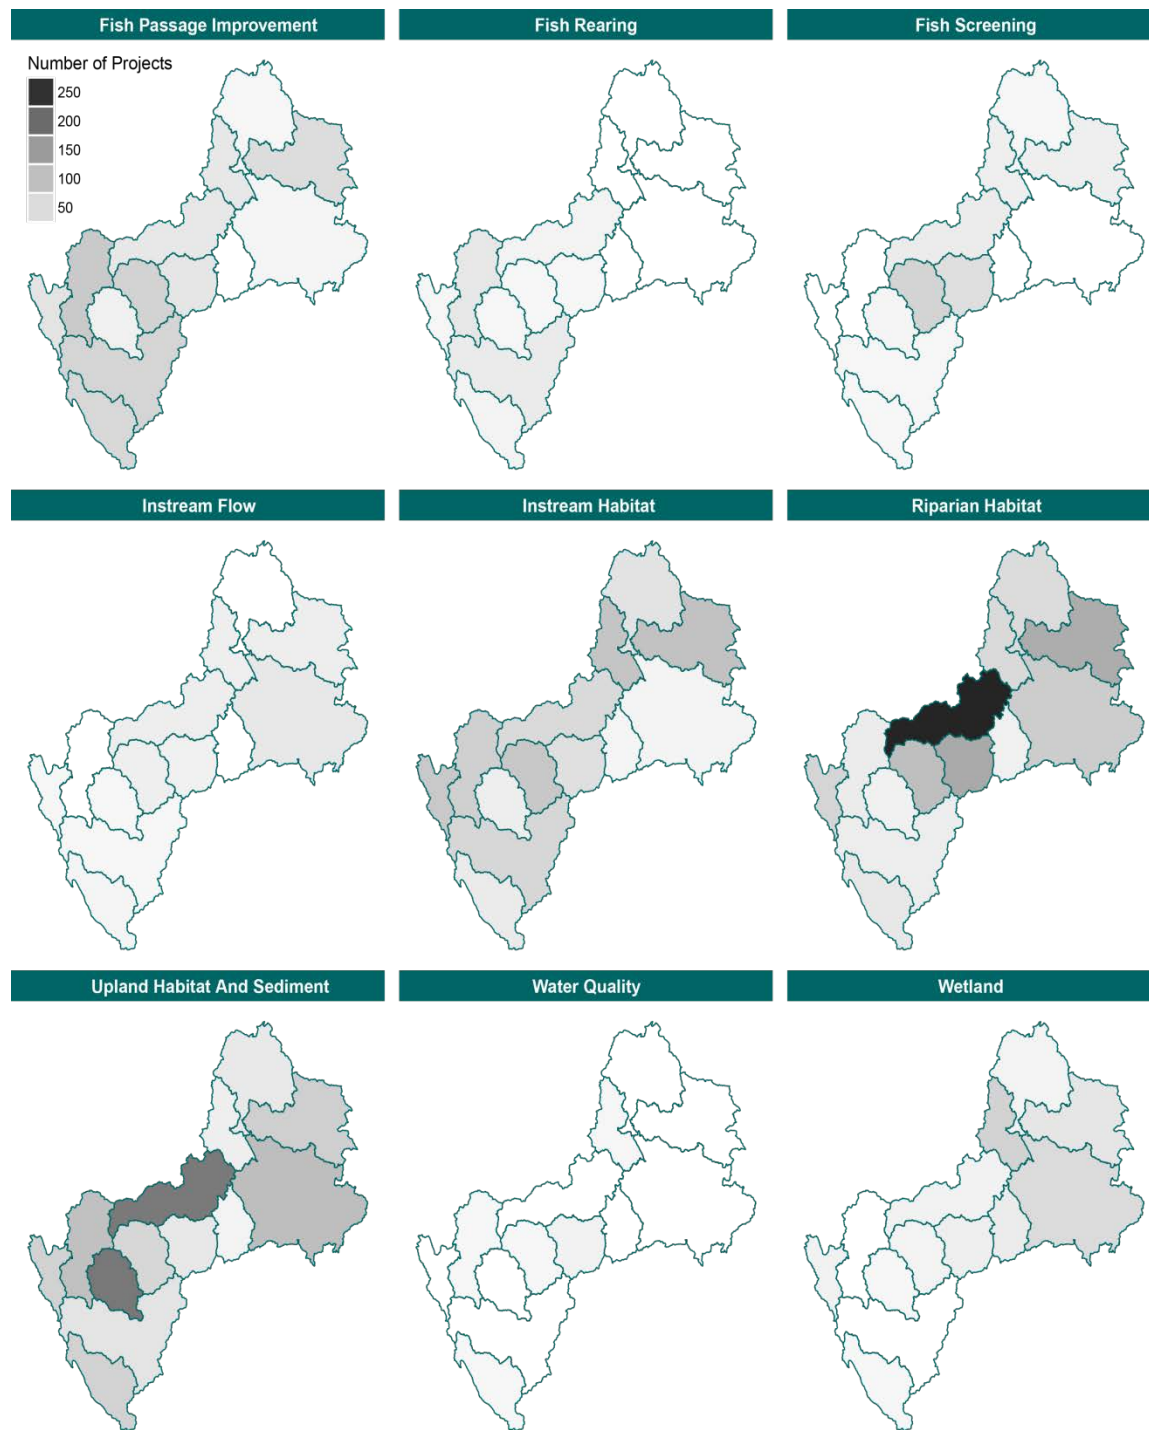 Fish Passage Improvement
Fish Rearing
Fish Screening
Number of Projects
250
200
150
100
50
Instream Flow
Instream Habitat
Riparian Habitat
Upland Habitat And Sediment
Water Quality
Wetland